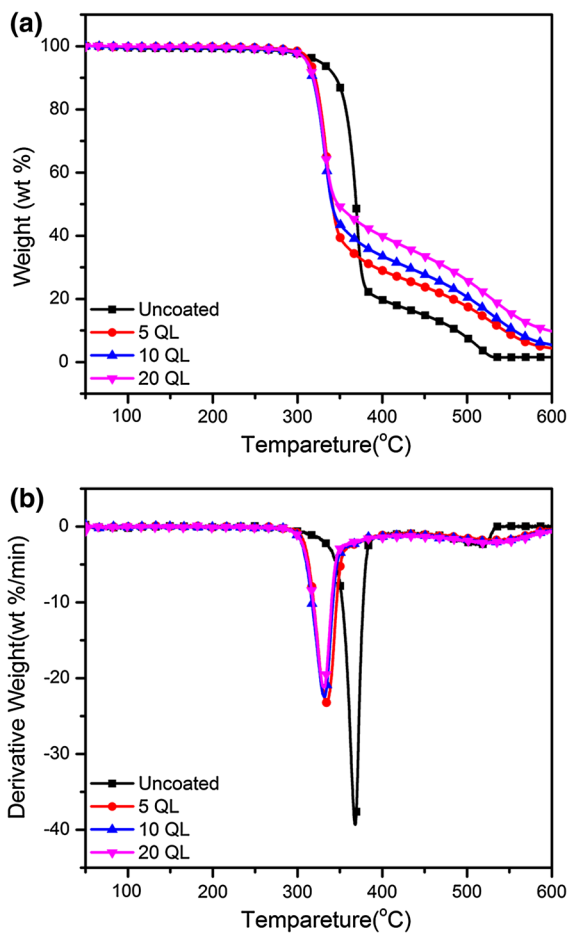 (a)
100
80
60
40
20
0
Weight (wt %)
Uncoated
5 QL
10 QL
20 QL
100 200 300 400 500 600
Tempareture(°C)
(b)
0
-10
-20
-30
-40
Derivative Weight(wt %/min)
Uncoated
5 QL
10 QL
20 QL
100 200 300 400 500 600
Tempareture(°C)